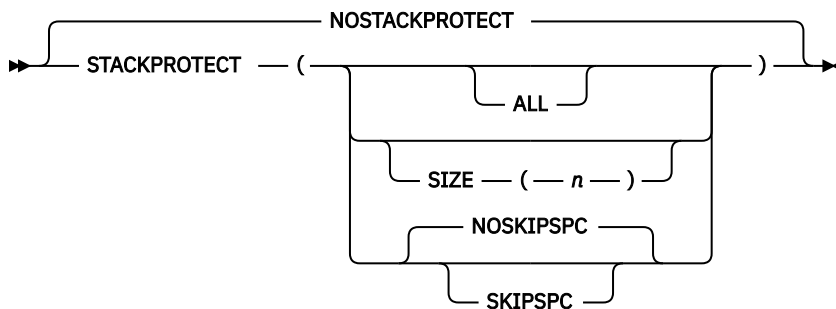 NOSTACKPROTECT
STACKPROTECT ( )
ALL
SIZE ( n )
NOSKIPSPC
SKIPSPC